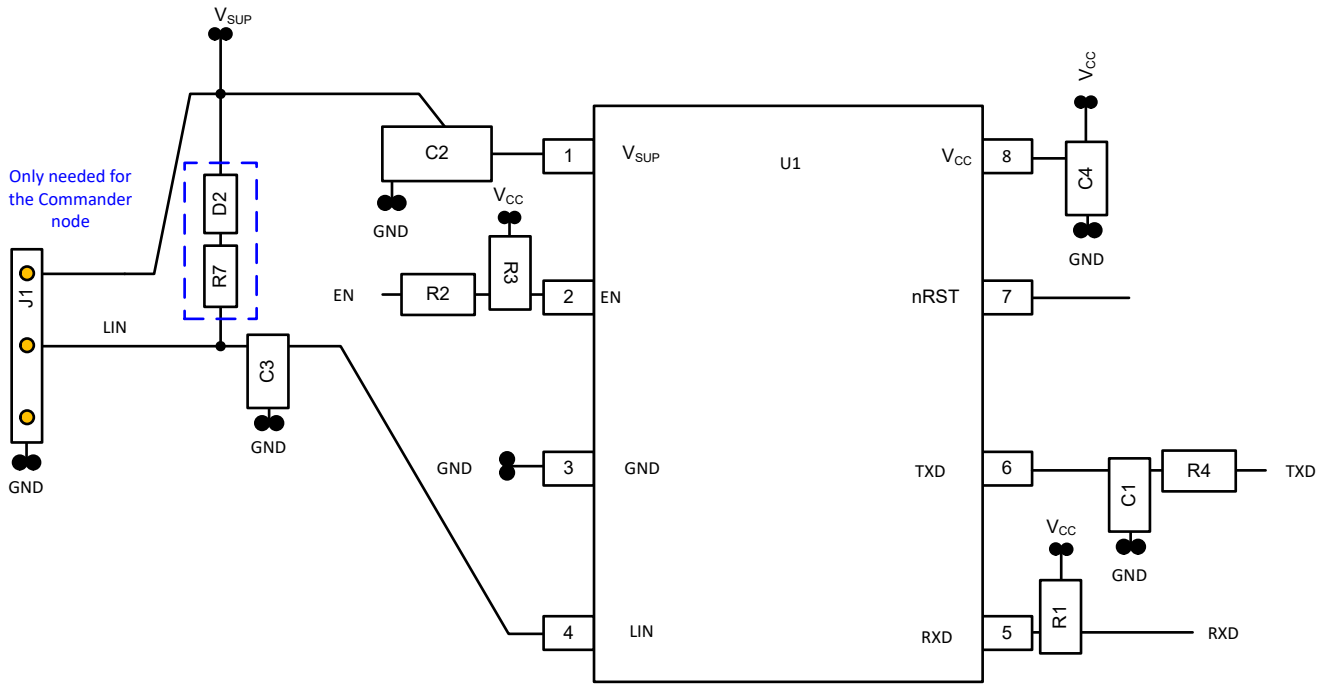 VSUP
VCC
C2
1
VSUP
U1
VCC
8
C4
Only needed for
the Commander
node
D2
GND
VCC
GND
R7
R3
J1
EN
R2
2
EN
nRST
7
LIN
C3
GND
GND
GND
3
GND
TXD
6
C1
R4
TXD
VCC
GND
4
LIN
RXD
5
R1
RXD